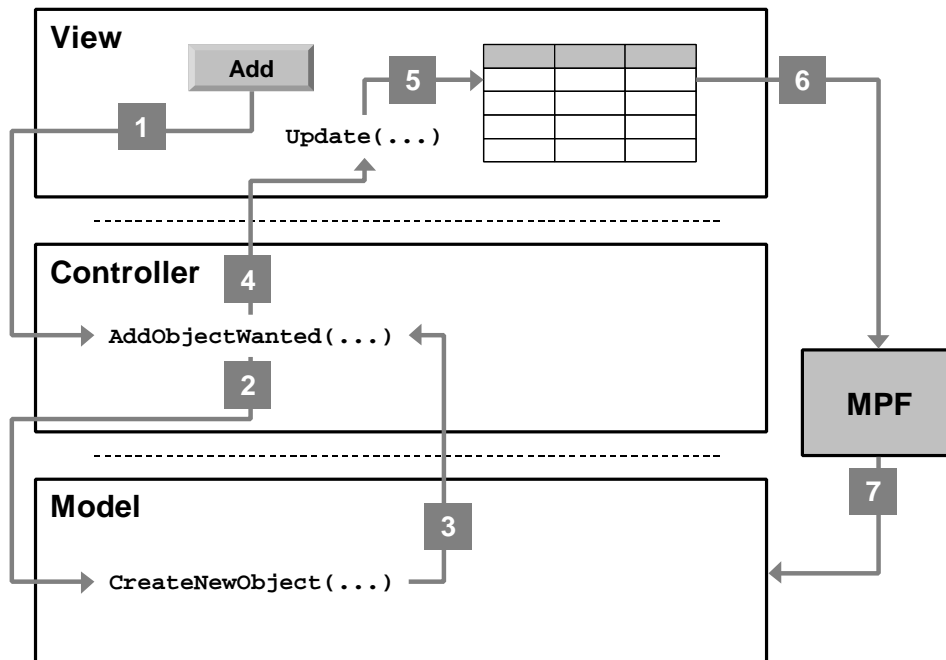 View
Add
5
6
1
Update(...)
Controller
4
AddObjectWanted(...)
2
MPF
7
Model
3
CreateNewObject(...)